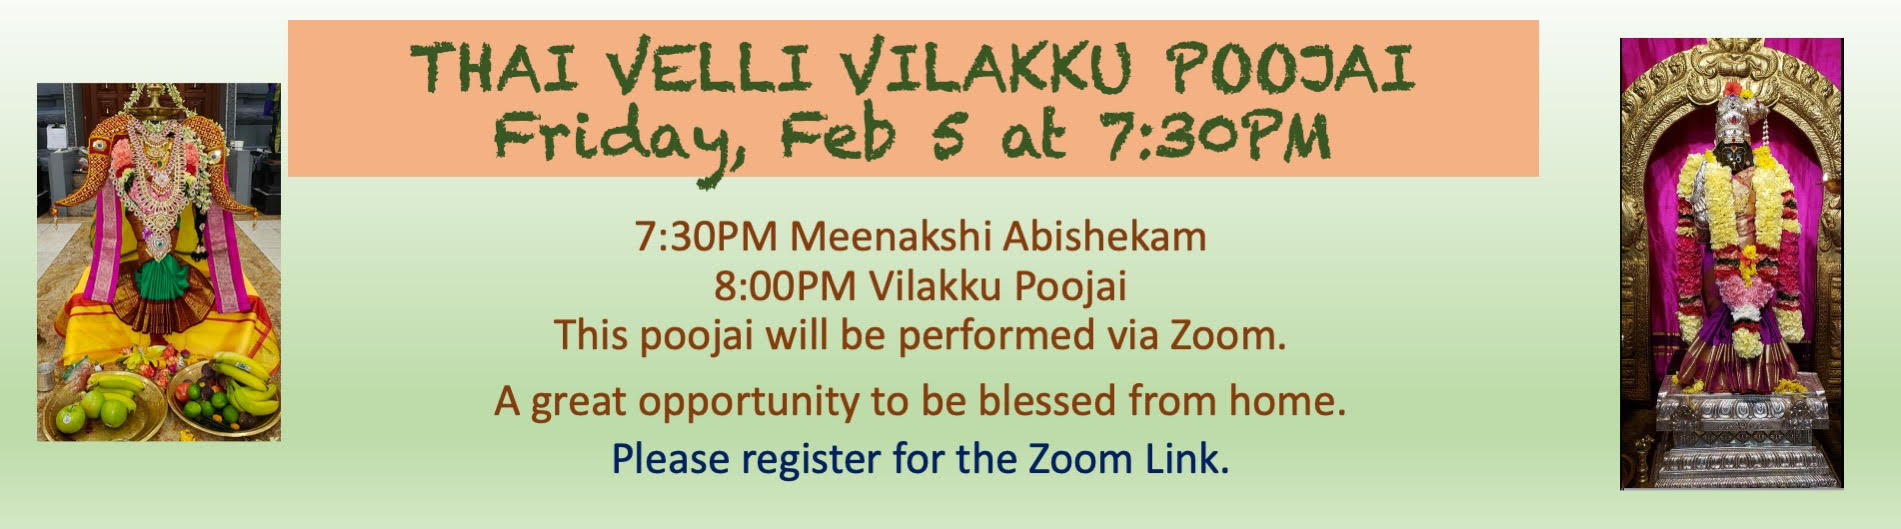 THAI VELLI VILAKKU POOJAI
Friday, Feb 5 at 7:30PM
7:30PM Meenakshi Abishekam
8:00PM Vilakku Poojai
This poojai will be performed via Zoom.
A great opportunity to be blessed from home.
Please register for the Zoom Link.